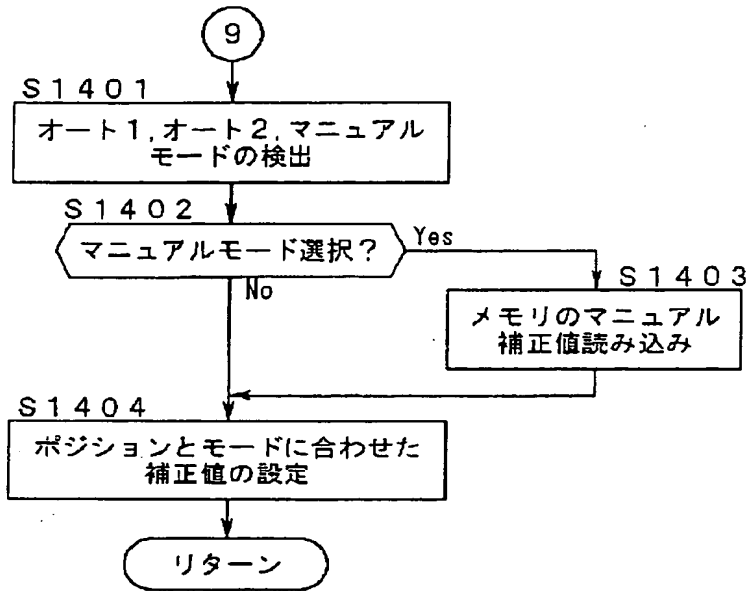 9
S1401
オート1,オート2,マニュアル
モードの検出
S1402
マニュアルモード選択?
Yes
No
S1403
メモリのマニュアル
補正値読み込み
S1404
ポジションとモードに合わせた
補正値の設定
リターン